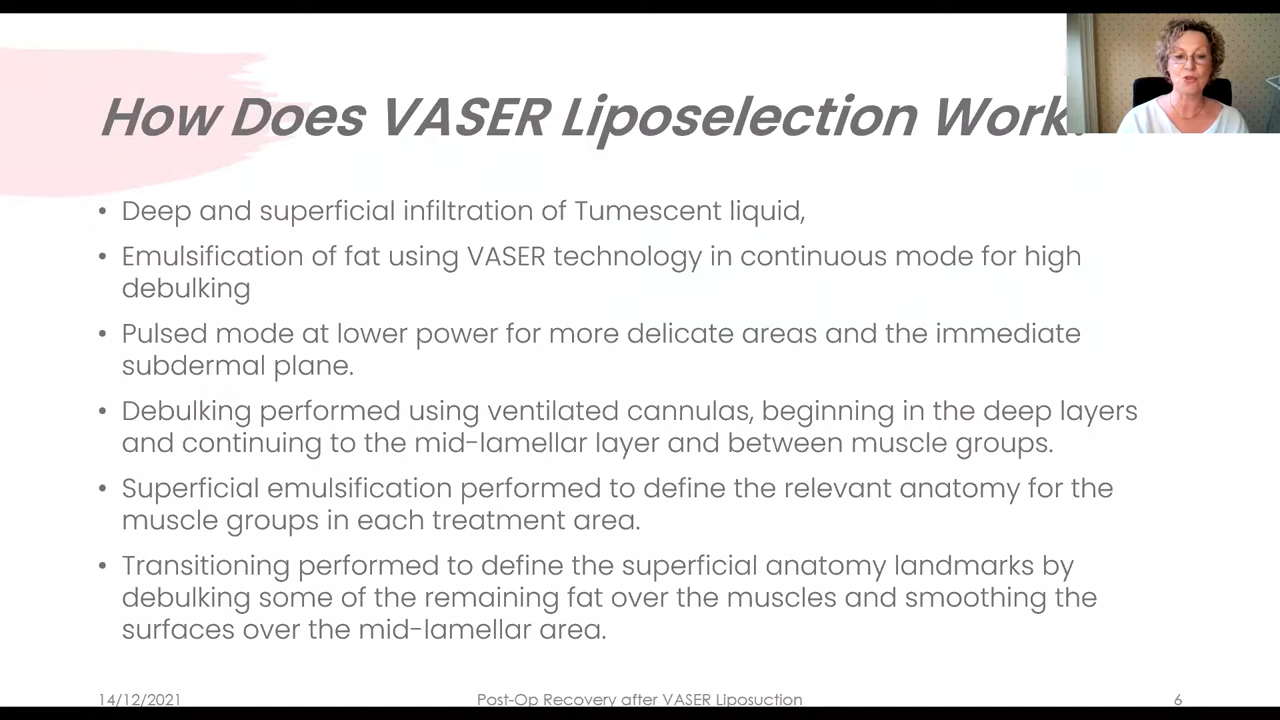 How Does VASER Liposelection Work
• Deep and superficial infiltration of Tumescent liquid,
• Emulsification of fat using VASER technology in continuous mode for high
debulking
• Pulsed mode at lower power for more delicate areas and the immediate
subdermal plane.
• Debulking performed using ventilated cannulas, beginning in the deep layers
and continuing to the mid-lamellar layer and between muscle groups.
• Superficial emulsification performed to define the relevant anatomy for the
muscle groups in each treatment area.
• Transitioning performed to define the superficial anatomy landmarks by
debulking some of the remaining fat over the muscles and smoothing the
surfaces over the mid-lamellar area.
14/12/2021
Post-Op Recovery after VASER Liposuction
6